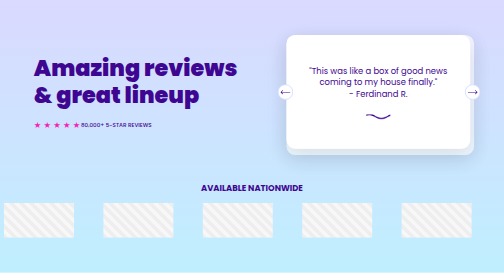 Amazing reviews
& great lineup
★ ★ ★ ★ ★ 80,000+ 5-STAR REVIEWS
"This was like a box of good news
coming to my house finally."
- Ferdinand R.
AVAILABLE NATIONWIDE